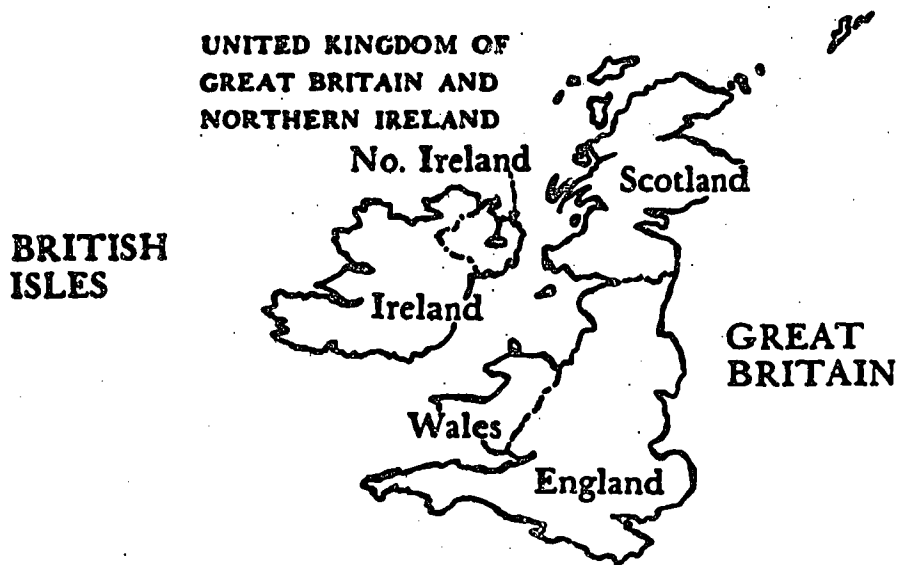 UNITED KINGDOM OF
GREAT BRITAIN AND
NORTHERN IRELAND
No. Ireland
Scotland
BRITISH
ISLES
Ireland
GREAT
BRITAIN
Wales
England